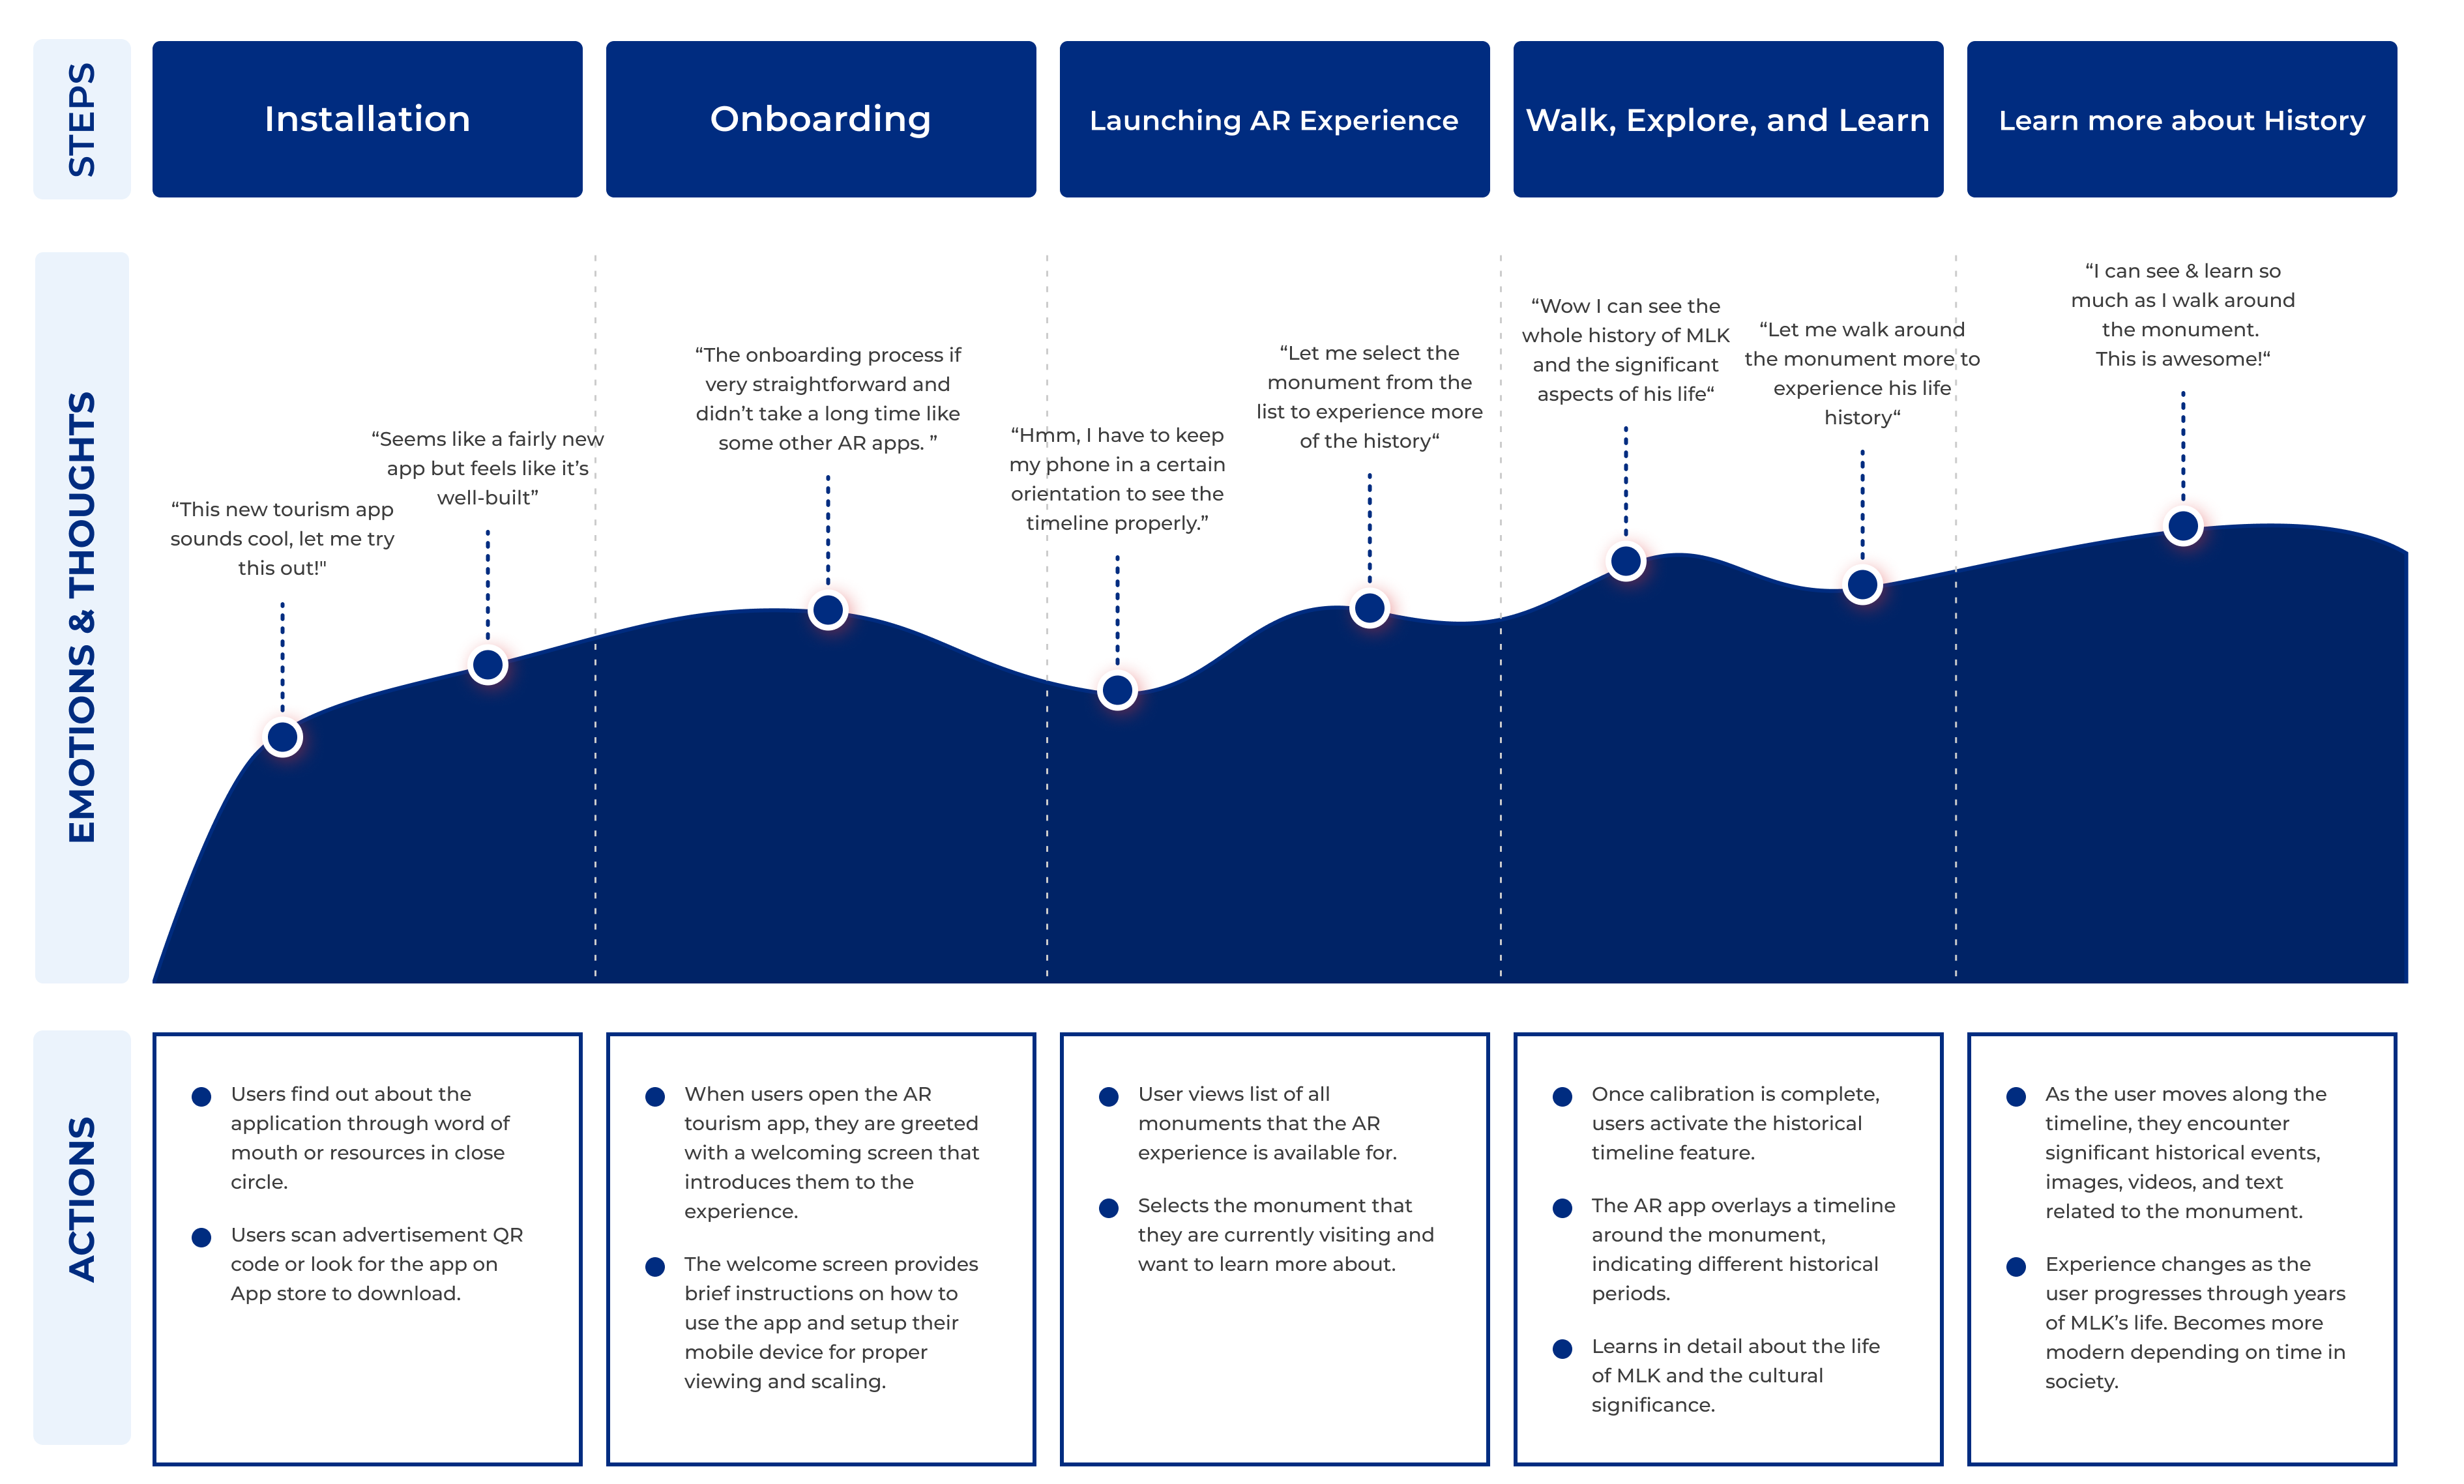 STEPS
Installation
Onboarding
Launching AR Experience
Walk, Explore, and Learn
Learn more about History
EMOTIONS & THOUGHTS
“This new tourism app
sounds cool, let me try
this out!"
“Seems like a fairly new
app but feels like it’s
well-built”
“The onboarding process if
very straightforward and
didn’t take a long time like
some other AR apps. ”
“Hmm, I have to keep
my phone in a certain
orientation to see the
timeline properly.”
“Let me select the
monument from the
list to experience more
of the history“
“Wow I can see the
whole history of MLK
and the significant
aspects of his life“
“Let me walk around
the monument more to
experience his life
history“
“I can see & learn so
much as I walk around
the monument.
This is awesome!“
ACTIONS
Users find out about the
application through word of
mouth or resources in close
circle.
Users scan advertisement QR
code or look for the app on
App store to download.
When users open the AR
tourism app, they are greeted
with a welcoming screen that
introduces them to the
experience.
The welcome screen provides
brief instructions on how to
use the app and setup their
mobile device for proper
viewing and scaling.
User views list of all
monuments that the AR
experience is available for.
Selects the monument that
they are currently visiting and
want to learn more about.
Once calibration is complete,
users activate the historical
timeline feature.
The AR app overlays a timeline
around the monument,
indicating different historical
periods.
Learns in detail about the life
of MLK and the cultural
significance.
As the user moves along the
timeline, they encounter
significant historical events,
images, videos, and text
related to the monument.
Experience changes as the
user progresses through years
of MLK’s life. Becomes more
modern depending on time in
society.